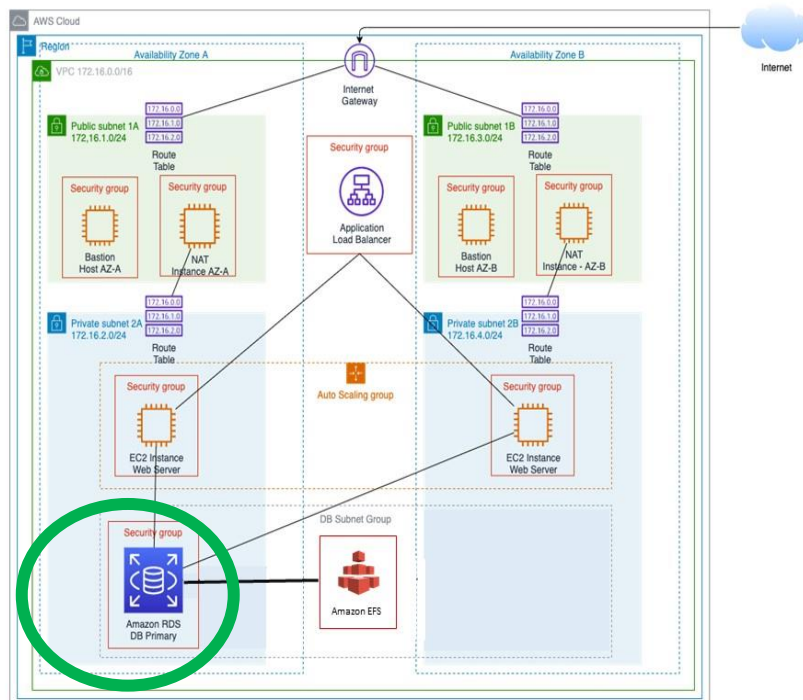 AWS Cloud
Region
Availability Zone A
Availability Zone B
VPC 172.16.0.0/16
Internet
Internet
Gateway
172.16.0.0
172.16.1.0
172.16.2.0
Route
Table
Public subnet 1A
172,16.1.0/24
Security group
Bastion
Host AZ-A
Security group
NAT
Instance AZ-A
Security group
Application
Load Balancer
172.16.0.0
172.16.1.0
172.16.2.0
Route
Table
Public subnet 1B
172.16.3.0/24
Security group
Bastion
Host AZ-B
Security group
NAT
Instance - AZ-B
172.16.0.0
172.16.1.0
172.16.2.0
Route
Table
Private subnet 2A
172.16.2.0/24
172.16.0.0
172.16.1.0
172.16.2.0
Route
Table
Private subnet 2B
172.16.4.0/24
Auto Scaling group
Security group
EC2 Instance
Web Server
Security group
EC2 Instance
Web Server
DB Subnet Group
Security group
Amazon RDS
DB Primary
Amazon EFS